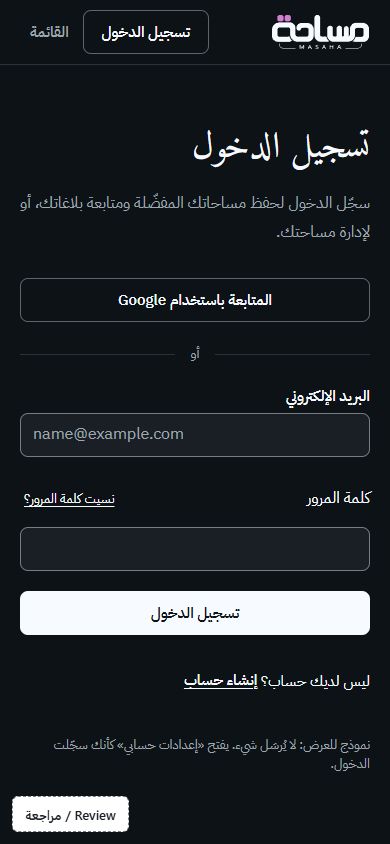 مساحة
MASAHA
تسجيل الدخول
القائمة
تسجيل الدخول
سجّل الدخول لحفظ مساحاتك المفضّلة ومتابعة بلاغاتك، أو
لإدارة مساحتك.
المتابعة باستخدام Google
أو
البريد الإلكتروني
name@example.com
كلمة المرور
نسيت كلمة المرور؟
تسجيل الدخول
ليس لديك حساب؟ إنشاء حساب
نموذج للعرض: لا يُرسَل شيء. يفتح «إعدادات حسابي» كأنك سجّلت
الدخول.
Review / مراجعة